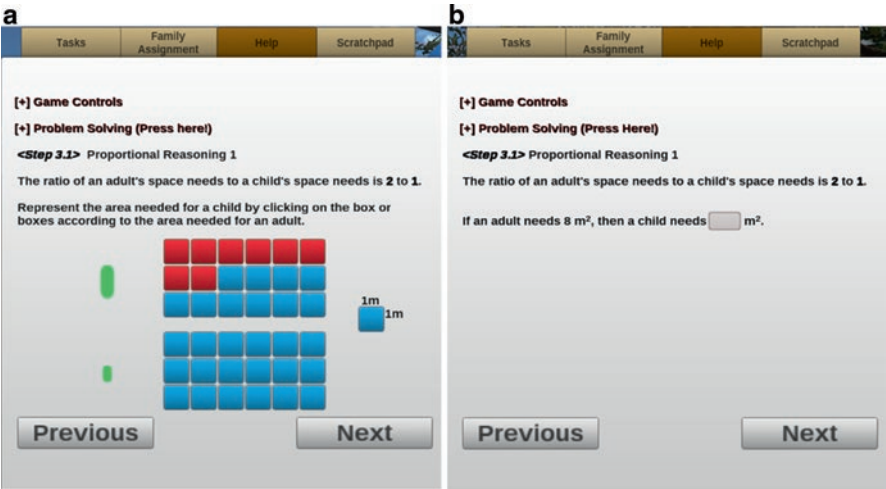 a
Tasks
Family
Assignment
Help
Scratchpad
[+] Game Controls
[+] Problem Solving (Press here!)
<Step 3.1> Proportional Reasoning 1
The ratio of an adult's space needs to a child's space needs is 2 to 1.
Represent the area needed for a child by clicking on the box or
boxes according to the area needed for an adult.
1m
1m
Previous
Next
b
Tasks
Family
Assignment
Help
Scratchpad
[+] Game Controls
[+] Problem Solving (Press Here!)
<Step 3.1> Proportional Reasoning 1
The ratio of an adult's space needs to a child's space needs is 2 to 1.
If an adult needs 8 m², then a child needs m².
Previous
Next